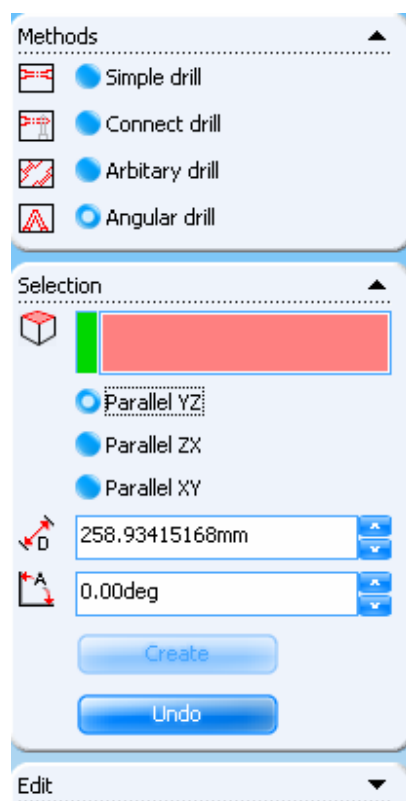 Methods
Simple drill
Connect drill
Arbitary drill
Angular drill
Selection
Parallel YZ
Parallel ZX
Parallel XY
D
258.93415168mm
A
0.00deg
Create
Undo
Edit